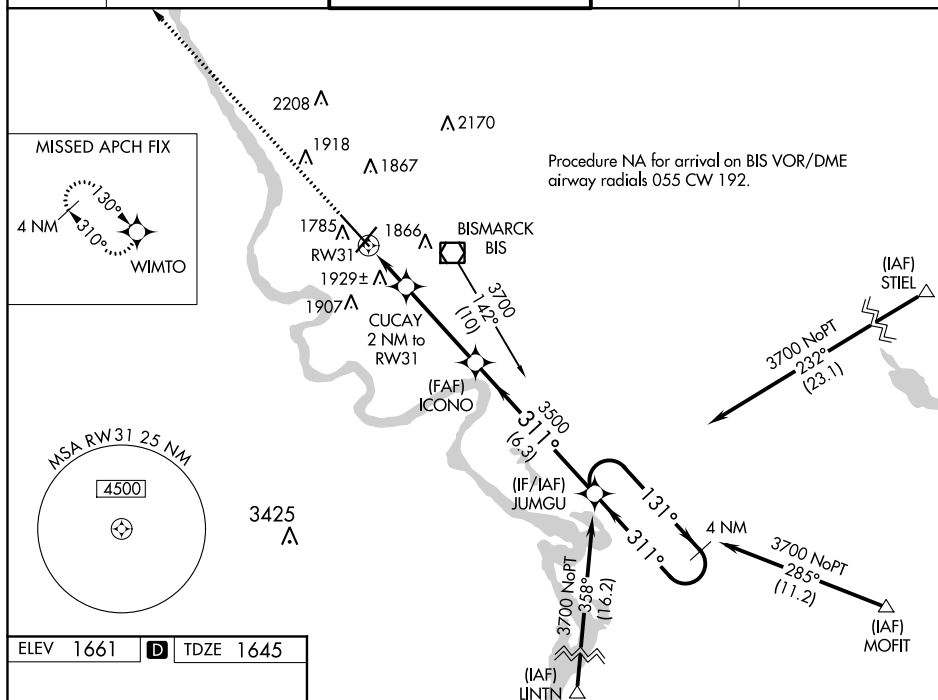 2208
2170
1918
1867
Procedure NA for arrival on BIS VOR/DME
airway radials 055 CW 192.
MISSED APCH FIX
130°
310°
4 NM
WIMTO
1785
RW31
1866
BISMARCK
BIS
1929±
1907
CUCAY
2 NM to
RW31
3700
142°
(10)
(IAF)
STIEL
3700 NoPT
232°
(23.1)
(FAF)
ICONO
3500
311°
(6.3)
MSA RW31 25 NM
4500
3425
(IF/IAF)
JUMGU
131°
311°
4 NM
3700 NoPT
285°
(11.2)
(IAF)
MOFIT
3700 NoPT
358°
(16.2)
(IAF)
LINTN
ELEV 1661 D TDZE 1645